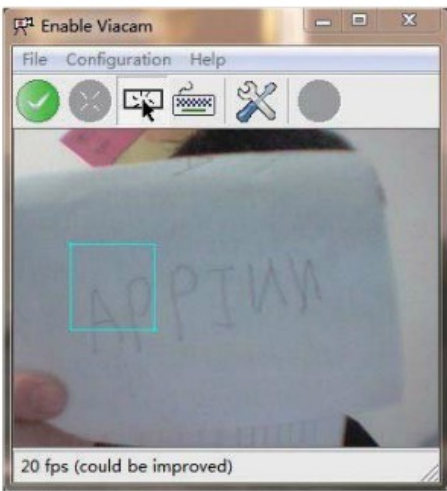 Enable Viacam
File Configuration Help
APPINN
20 fps (could be improved)